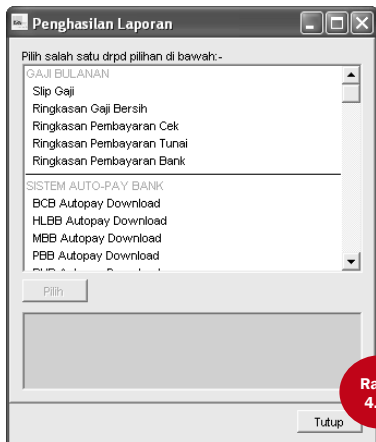 Penghasilan Laporan
Pilih salah satu drpd pilihan di bawah:-
GAJI BULANAN
Slip Gaji
Ringkasan Gaji Bersih
Ringkasan Pembayaran Cek
Ringkasan Pembayaran Tunai
Ringkasan Pembayaran Bank
SISTEM AUTO-PAY BANK
BCB Autopay Download
HLBB Autopay Download
MBB Autopay Download
PBB Autopay Download
Pilih
Tutup